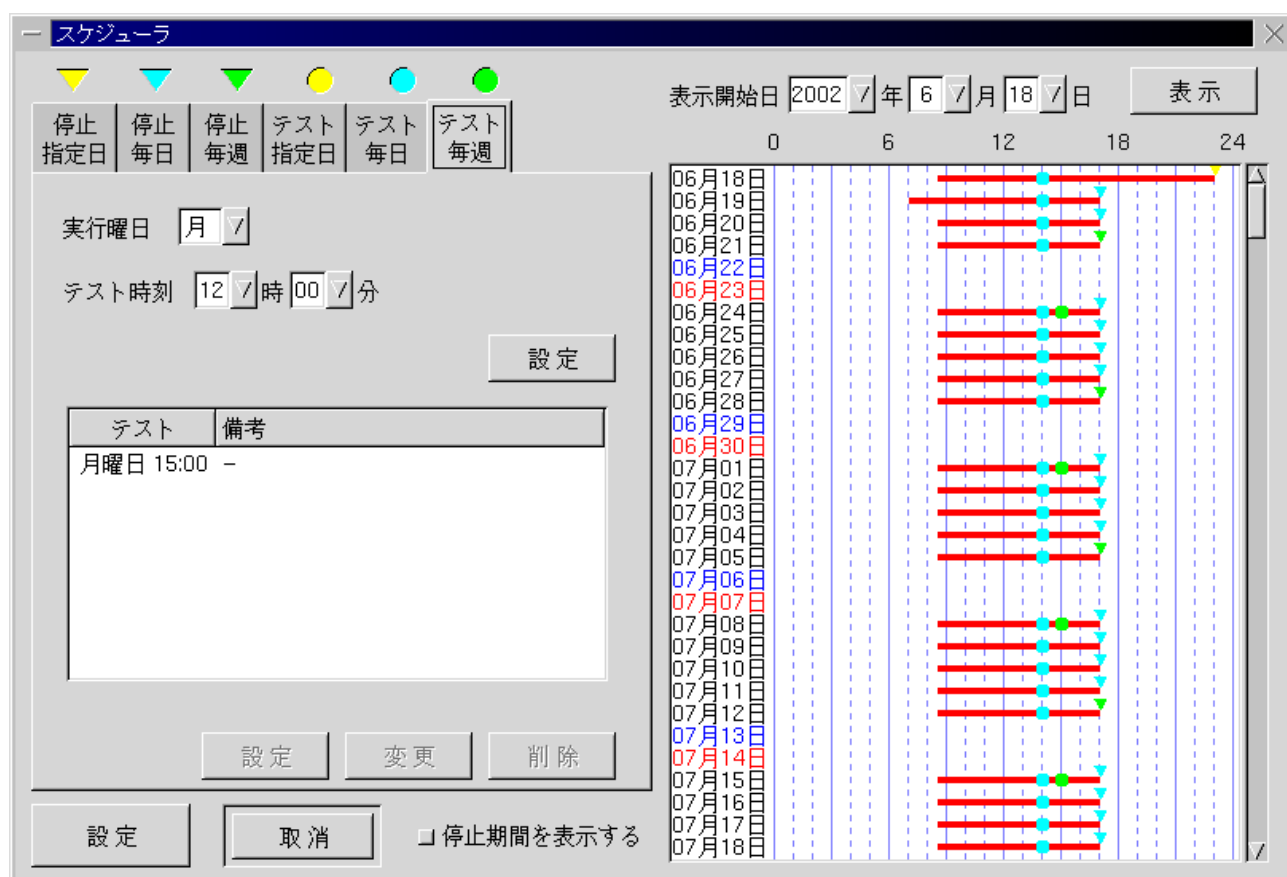 スケジューラ
停止 指定日
停止 毎日
停止 毎週
テスト 指定日
テスト 毎日
テスト 毎週
実行曜日 月
テスト時刻 12 時 00 分
設定
テスト 備考
月曜日 15:00 −
設定 変更 削除
設定 取消 停止期間を表示する
表示開始日 2002 年 6 月 18 日 表示
0 6 12 18 24
06月18日
06月19日
06月20日
06月21日
06月22日
06月23日
06月24日
06月25日
06月26日
06月27日
06月28日
06月29日
06月30日
07月01日
07月02日
07月03日
07月04日
07月05日
07月06日
07月07日
07月08日
07月09日
07月10日
07月11日
07月12日
07月13日
07月14日
07月15日
07月16日
07月17日
07月18日